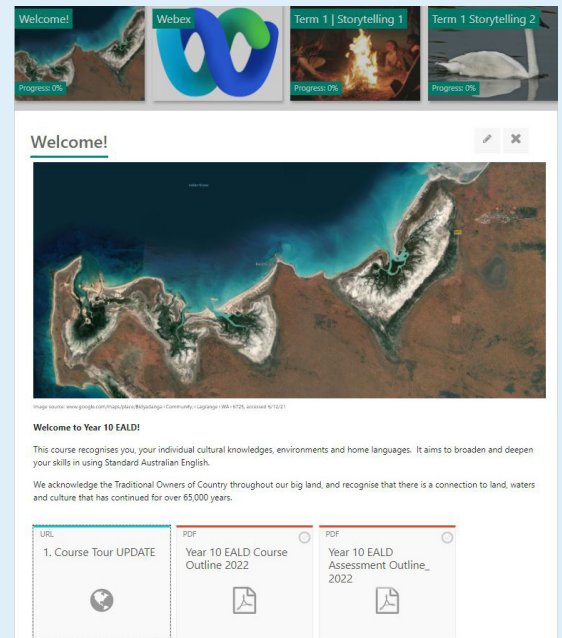 Welcome!
Webex
Term 1 | Storytelling 1
Term 1 Storytelling 2
Progress: 0%
Progress: 0%
Progress: 0%
Welcome!
Welcome to Year 10 EALD!
This course recognises you, your individual cultural knowledges, environments and home languages. It aims to broaden and deepen
your skills in using Standard Australian English.
We acknowledge the Traditional Owners of Country throughout our big land, and recognise that there is a connection to land, waters
and culture that has continued for over 65,000 years.
URL
1. Course Tour UPDATE
PDF
Year 10 EALD Course
Outline 2022
PDF
Year 10 EALD
Assessment Outline_
2022